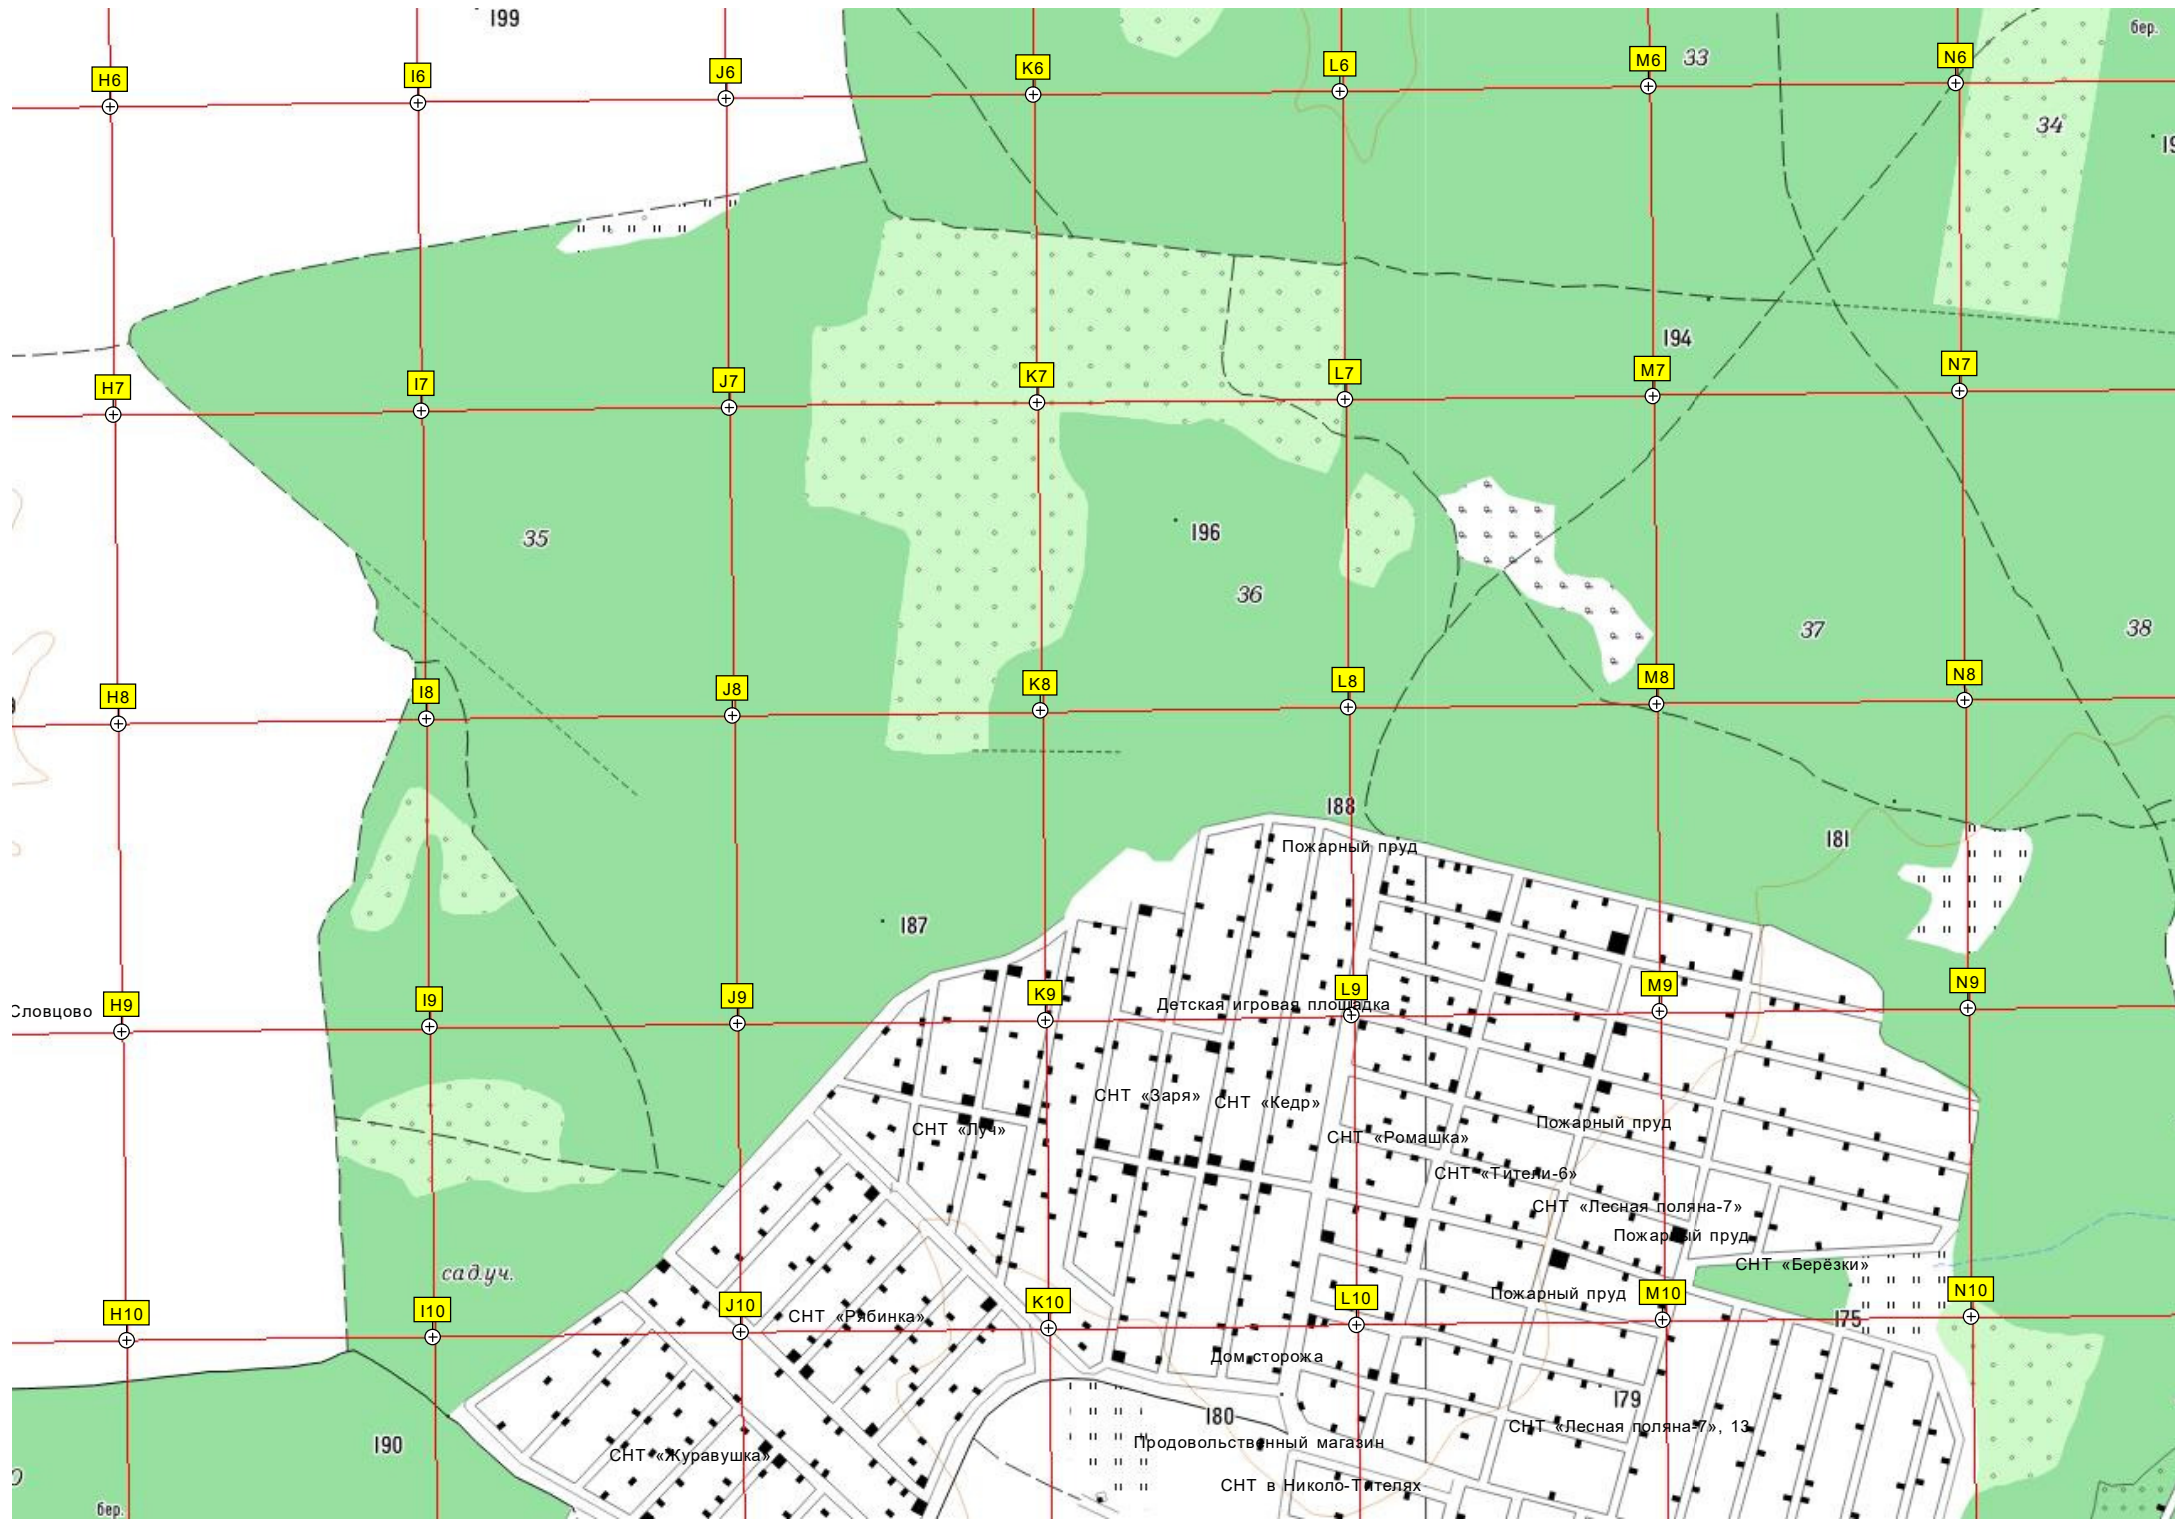 199
бер.
H6
I6
J6
K6
L6
M6
33
N6
34
194
H7
I7
J7
K7
L7
M7
N7
35
196
36
37
38
H8
I8
J8
K8
L8
M8
N8
188
Пожарный пруд
181
187
Словцово
H9
I9
J9
K9
Детская игровая площадка
L9
M9
N9
СНТ «Заря»
СНТ «Кедр»
СНТ «Луч»
Пожарный пруд
СНТ «Ромашка»
СНТ «Тители-6»
СНТ «Лесная поляна-7»
Пожарный пруд
СНТ «Берёзки»
сад.уч.
Пожарный пруд
H10
I10
J10
СНТ «Рябинка»
K10
L10
M10
175
N10
Дом сторожа
179
180
СНТ «Лесная поляна-7», 13
190
Продовольственный магазин
СНТ «Журавушка»
СНТ в Николо-Тителях
бер.